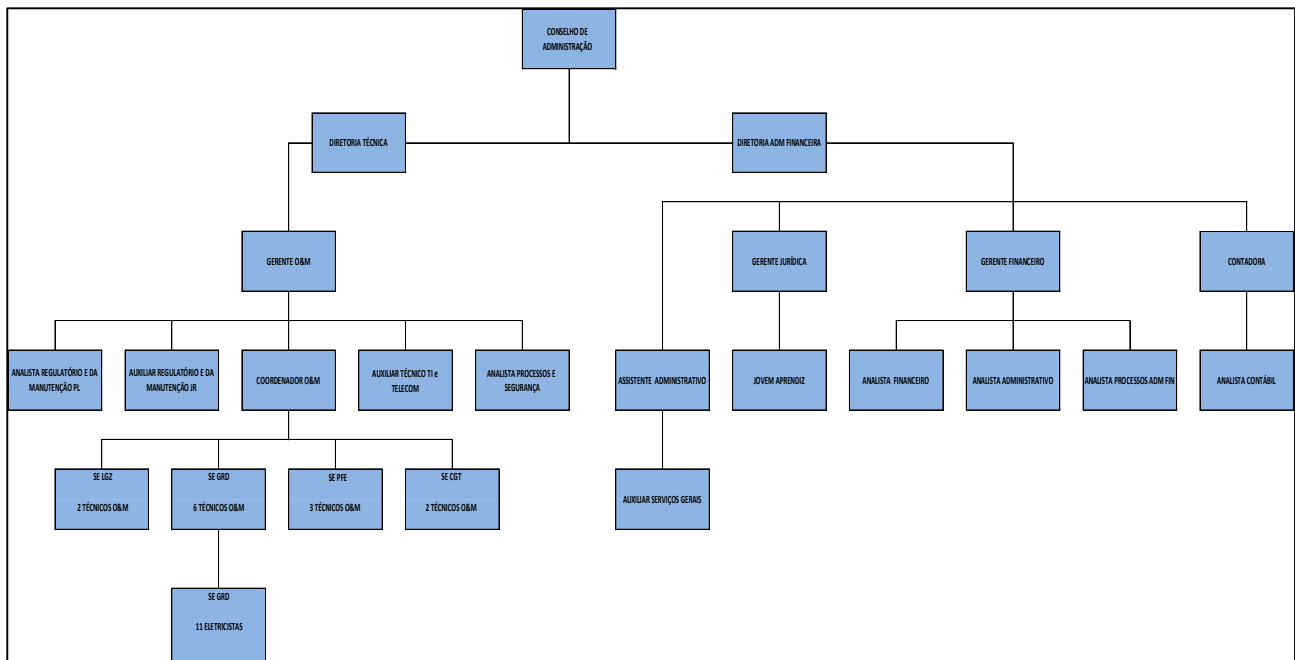 CONSELHO DE
ADMINISTRAÇÃO
DIRETORIA TÉCNICA
DIRETORIA ADM FINANCEIRA
GERENTE O&M
GERENTE JURÍDICA
GERENTE FINANCEIRO
CONTADORA
ANALISTA REGULATÓRIO E DA
MANUTENÇÃO PL
AUXILIAR REGULATÓRIO E DA
MANUTENÇÃO JR
COORDENADOR O&M
AUXILIAR TÉCNICO TI e
TELECOM
ANALISTA PROCESSOS E
SEGURANÇA
ASSISTENTE ADMINISTRATIVO
JOVEM APRENDIZ
ANALISTA FINANCEIRO
ANALISTA ADMINISTRATIVO
ANALISTA PROCESSOS ADM FIN
ANALISTA CONTÁBIL
SE LGZ
2 TÉCNICOS O&M
SE GRD
6 TÉCNICOS O&M
SE PFE
3 TÉCNICOS O&M
SE CGT
2 TÉCNICOS O&M
AUXILIAR SERVIÇOS GERAIS
SE GRD
11 ELETRICISTAS